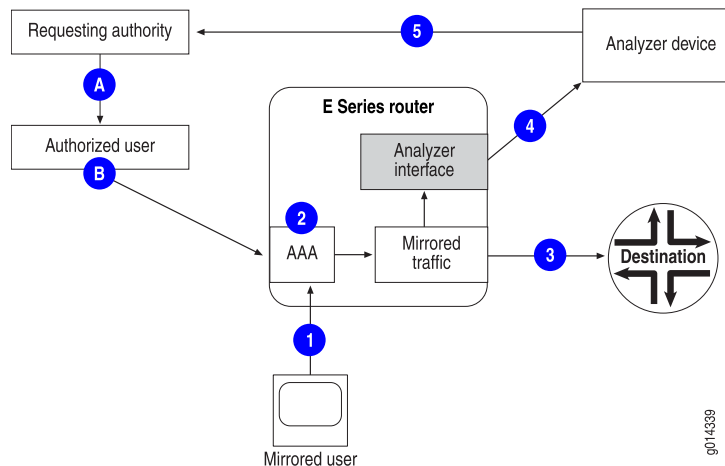 Requesting authority
5
Analyzer device
A
E Series router
4
Authorized user
B
Analyzer
interface
2
AAA
Mirrored
traffic
3
Destination
1
Mirrored user
g014339